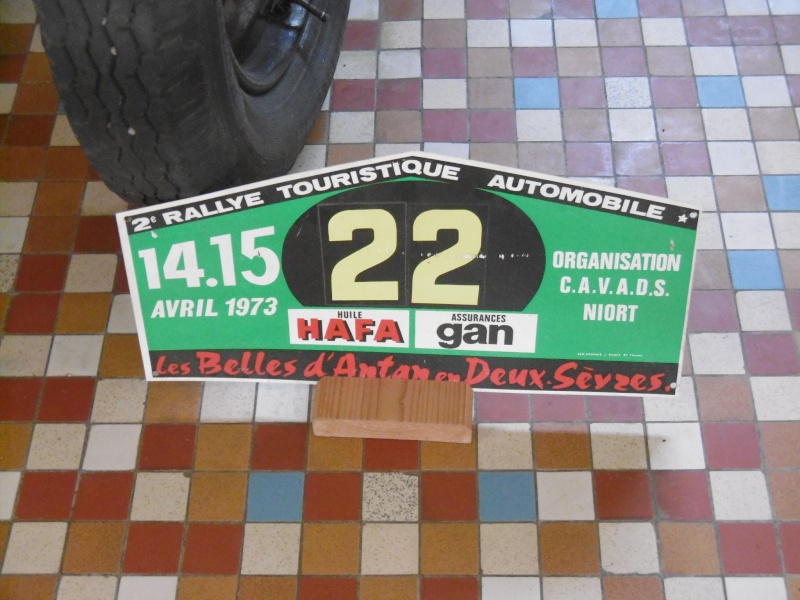 2e RALLYE TOURISTIQUE AUTOMOBILE
14.15
AVRIL 1973
22
ORGANISATION
C.A.V.A.D.S.
NIORT
HUILE
HAFA
ASSURANCES
gan
Les Belles d'Antan en Deux-Sèvres.